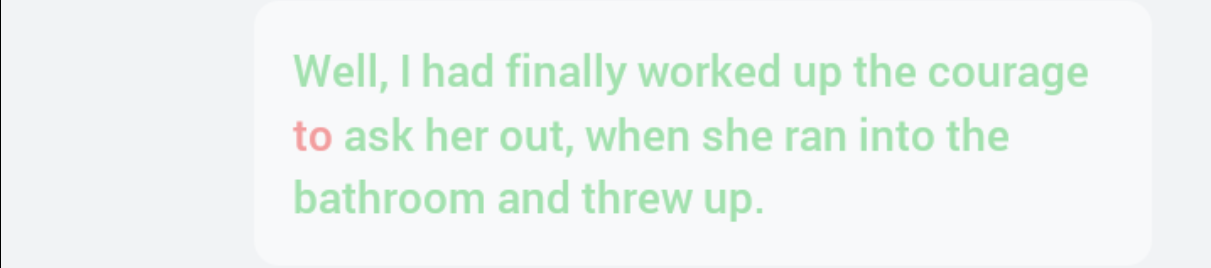 Well, I had finally worked up the courage
to ask her out, when she ran into the
bathroom and threw up.